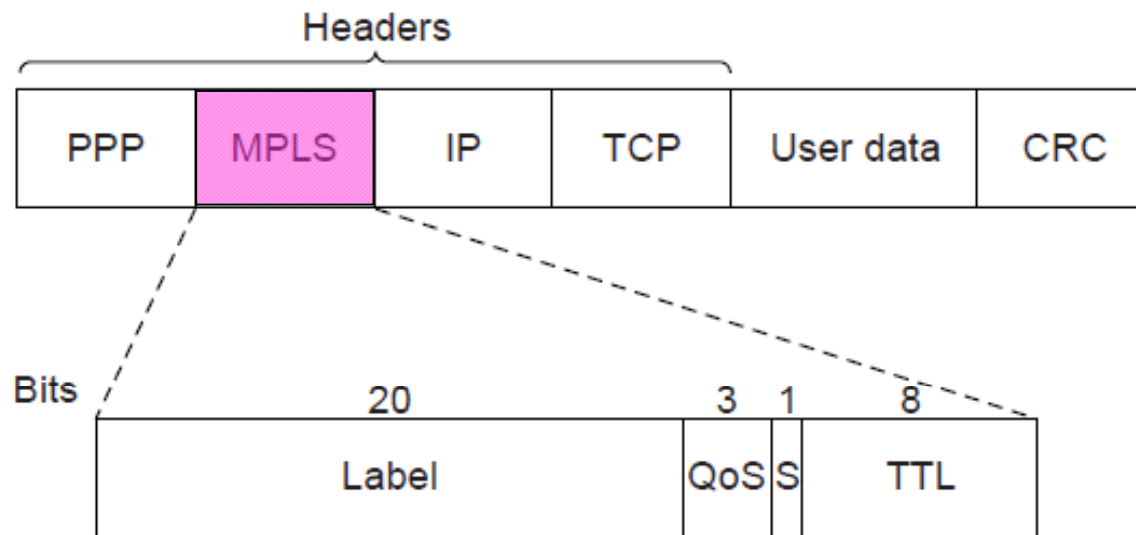 Headers
PPP MPLS IP TCP User data CRC
Bits 20 3 1 8
Label QoS S TTL